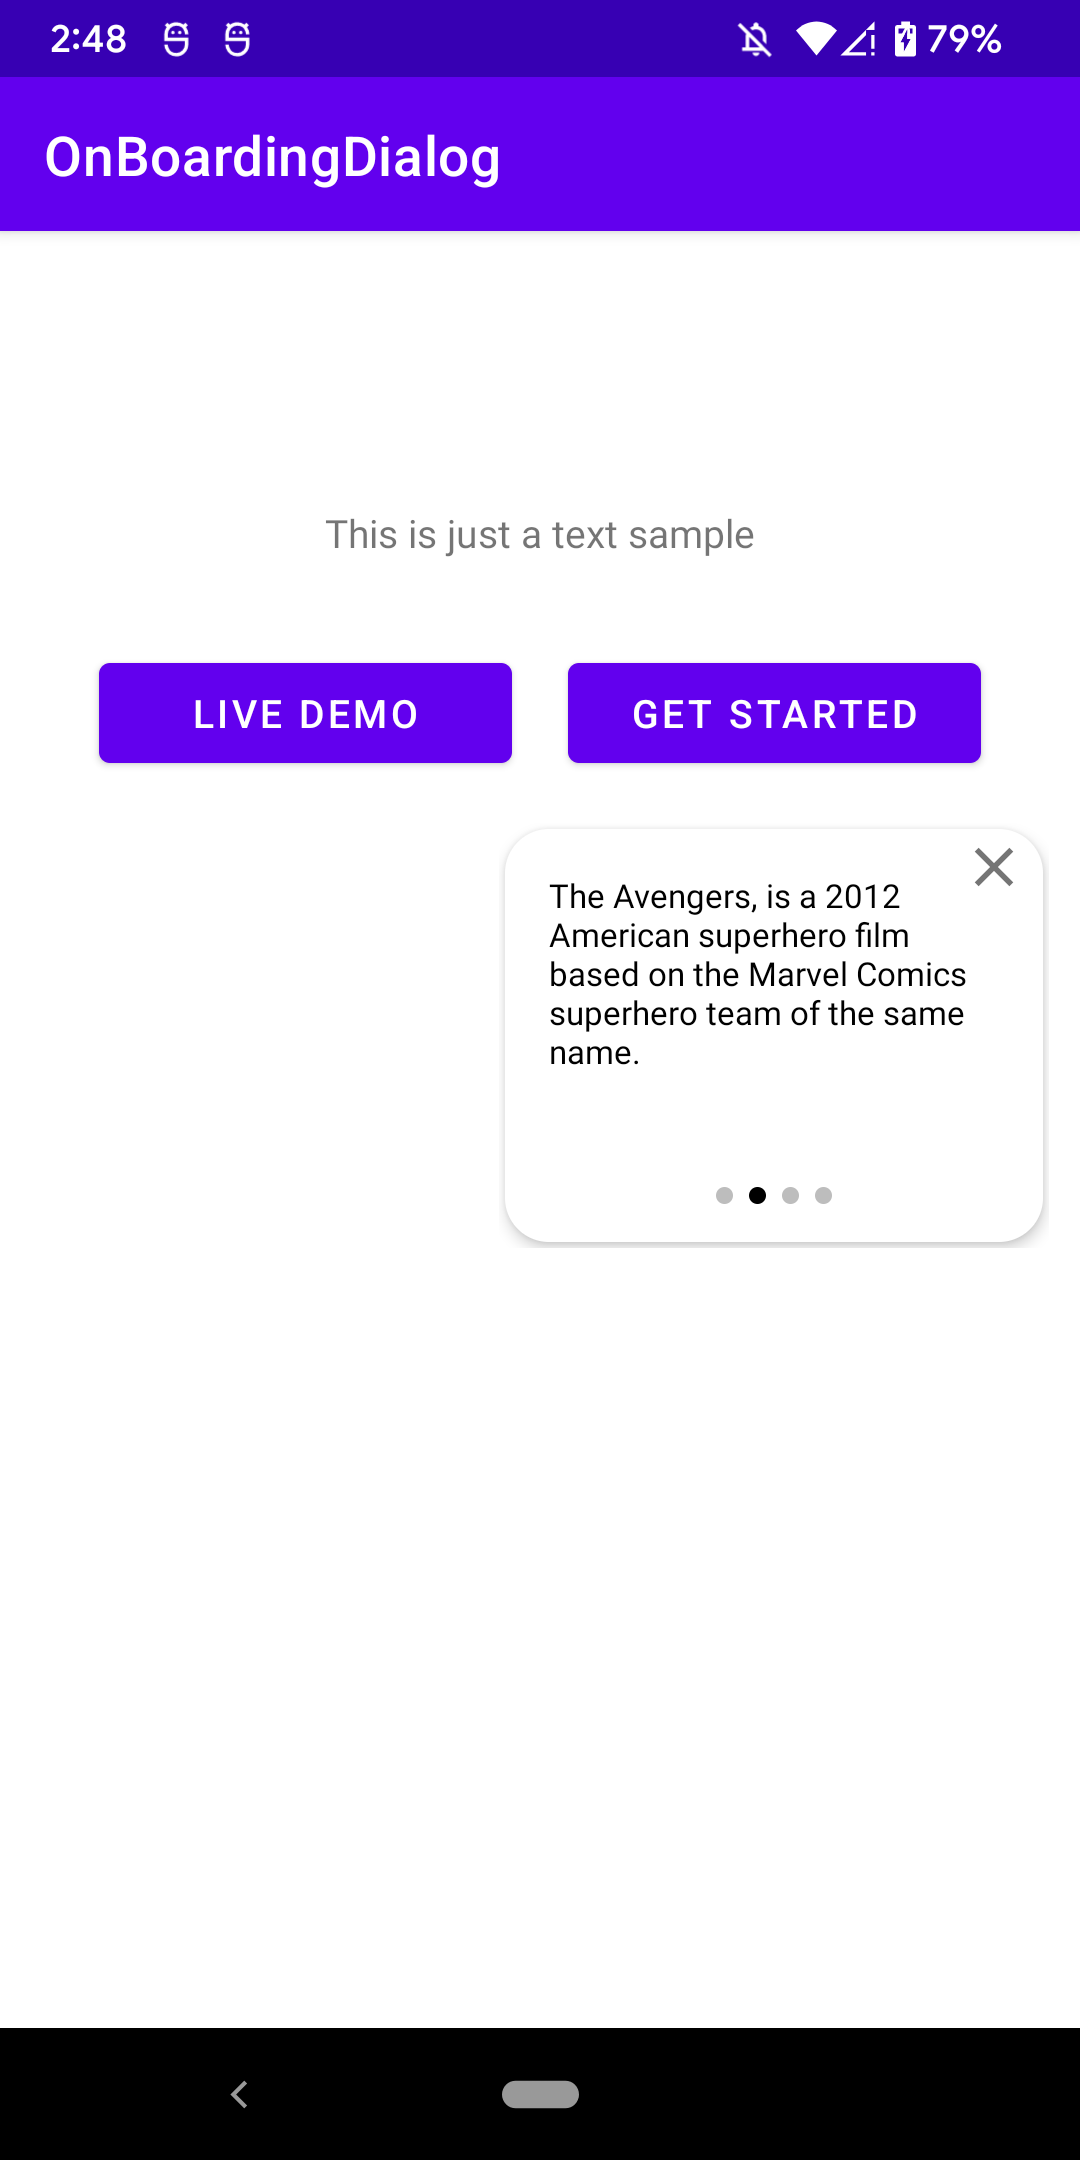 2:48
79%
OnBoardingDialog
This is just a text sample
LIVE DEMO
GET STARTED
The Avengers, is a 2012
American superhero film
based on the Marvel Comics
superhero team of the same
name.